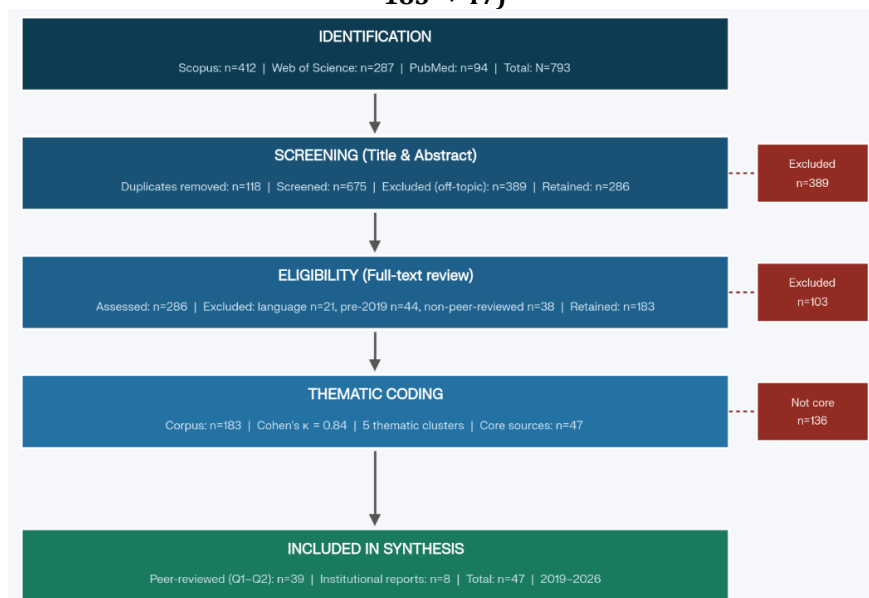 183 → 47)
IDENTIFICATION
Scopus: n=412 | Web of Science: n=287 | PubMed: n=94 | Total: N=793
SCREENING (Title & Abstract)
Duplicates removed: n=118 | Screened: n=675 | Excluded (off-topic): n=389 | Retained: n=286
Excluded
n=389
ELIGIBILITY (Full-text review)
Assessed: n=286 | Excluded: language n=21, pre-2019 n=44, non-peer-reviewed n=38 | Retained: n=183
Excluded
n=103
THEMATIC CODING
Corpus: n=183 | Cohen's κ = 0.84 | 5 thematic clusters | Core sources: n=47
Not core
n=136
INCLUDED IN SYNTHESIS
Peer-reviewed (Q1–Q2): n=39 | Institutional reports: n=8 | Total: n=47 | 2019–2026